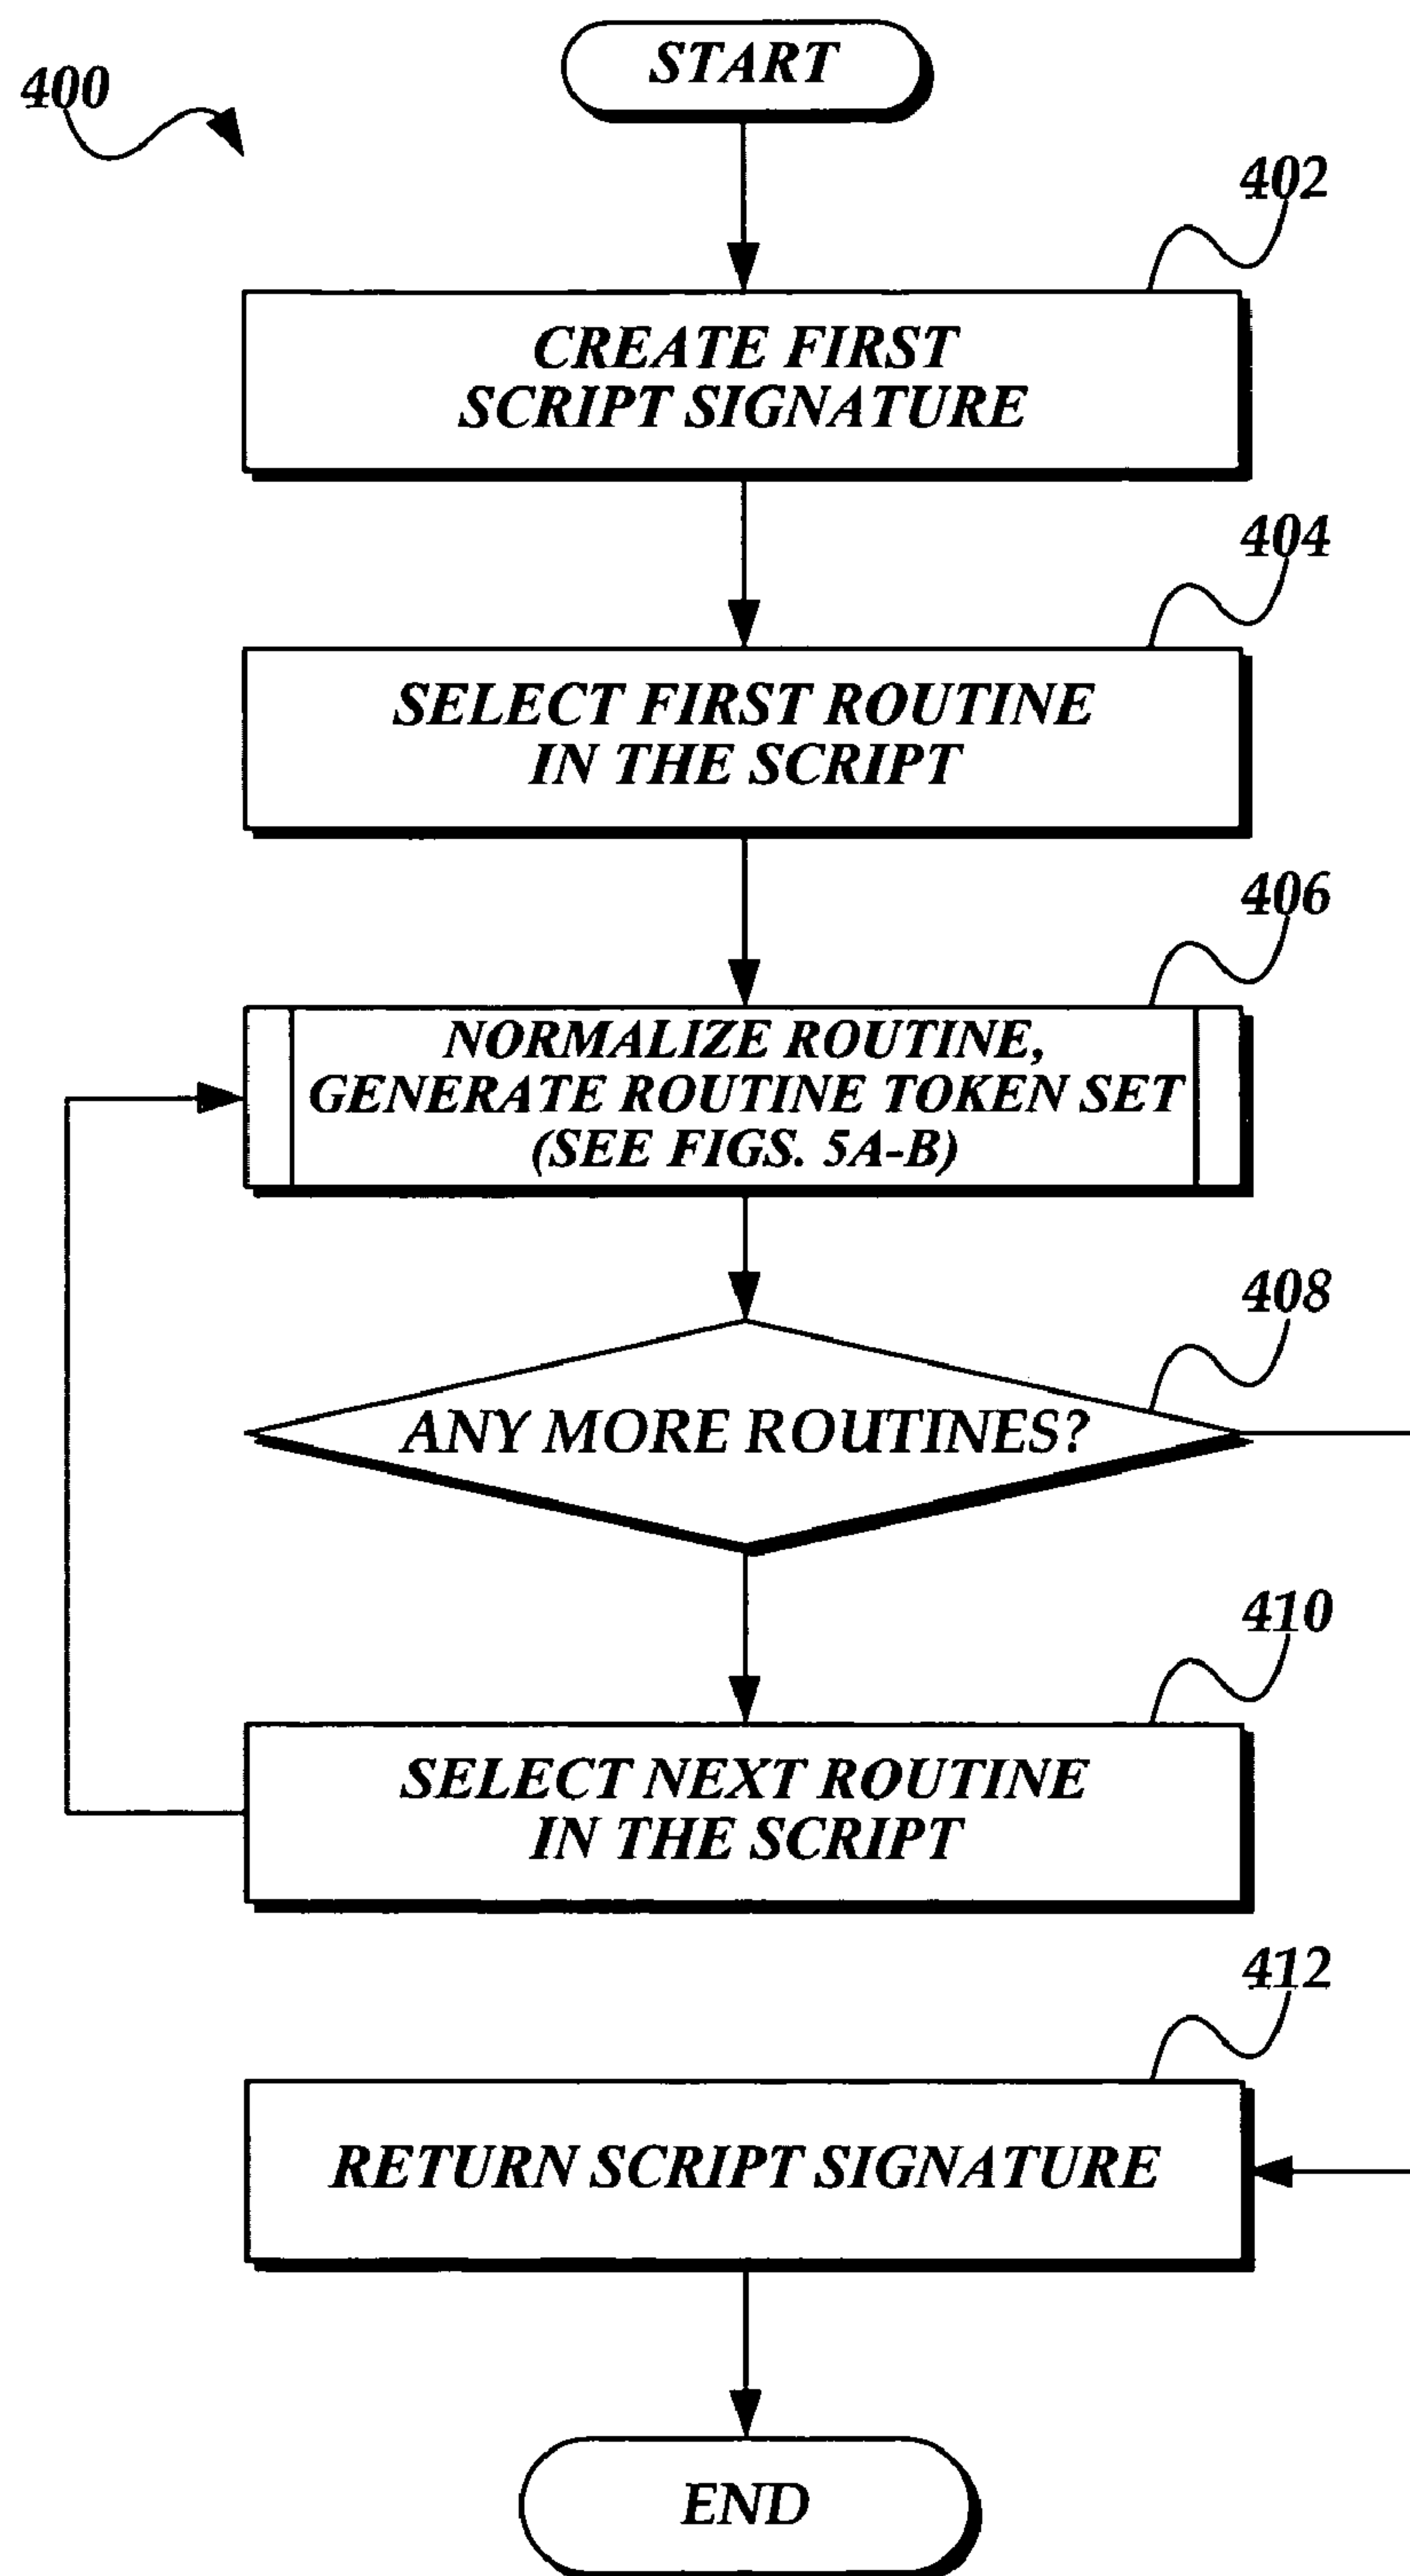 START
400
402
CREATE FIRST
SCRIPT SIGNATURE
404
SELECT FIRST ROUTINE
IN THE SCRIPT
406
NORMALIZE ROUTINE,
GENERATE ROUTINE TOKEN SET
(SEE FIGS. 5A-B)
408
ANY MORE ROUTINES?
410
SELECT NEXT ROUTINE
IN THE SCRIPT
412
RETURN SCRIPT SIGNATURE
END